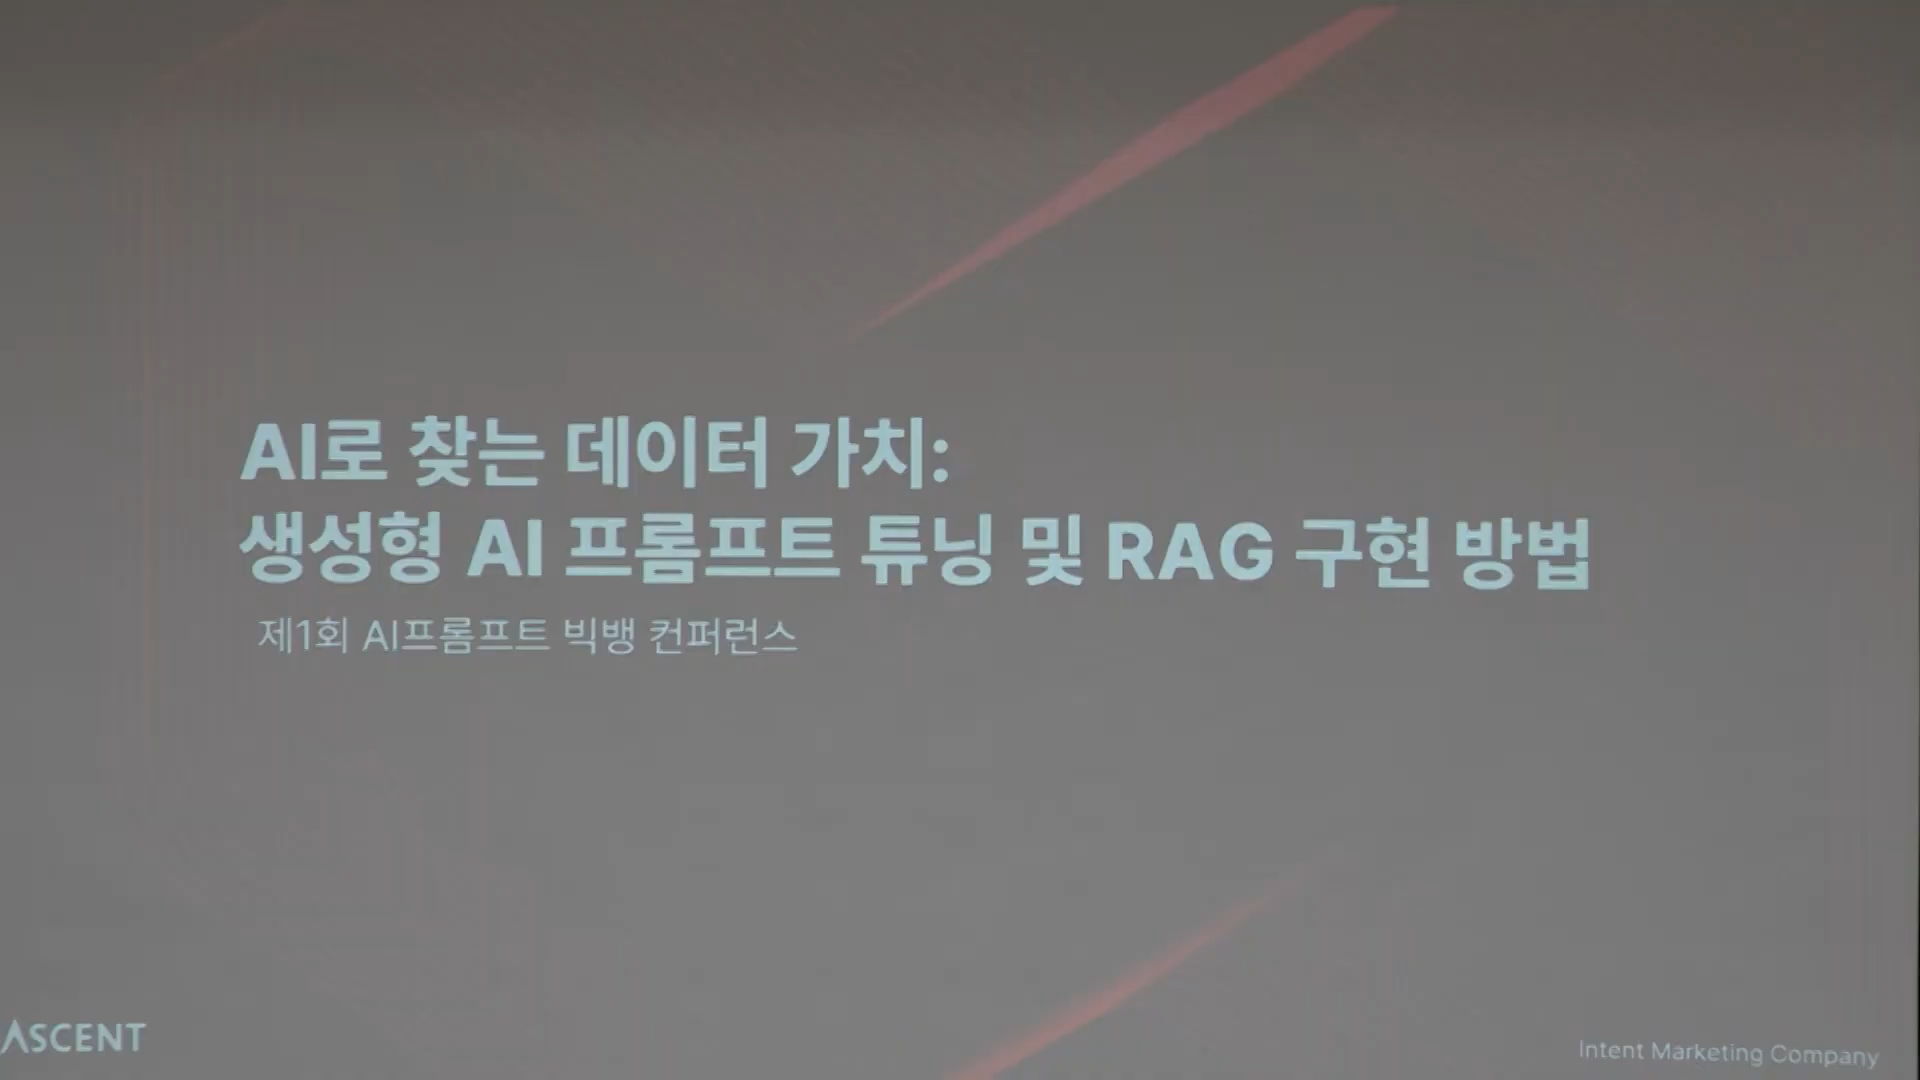 AI로 찾는 데이터 가치:
생성형 AI 프롬프트 튜닝 및 RAG 구현 방법
제1회 AI프롬프트 빅뱅 컨퍼런스
ASCENT
Intent Marketing Company